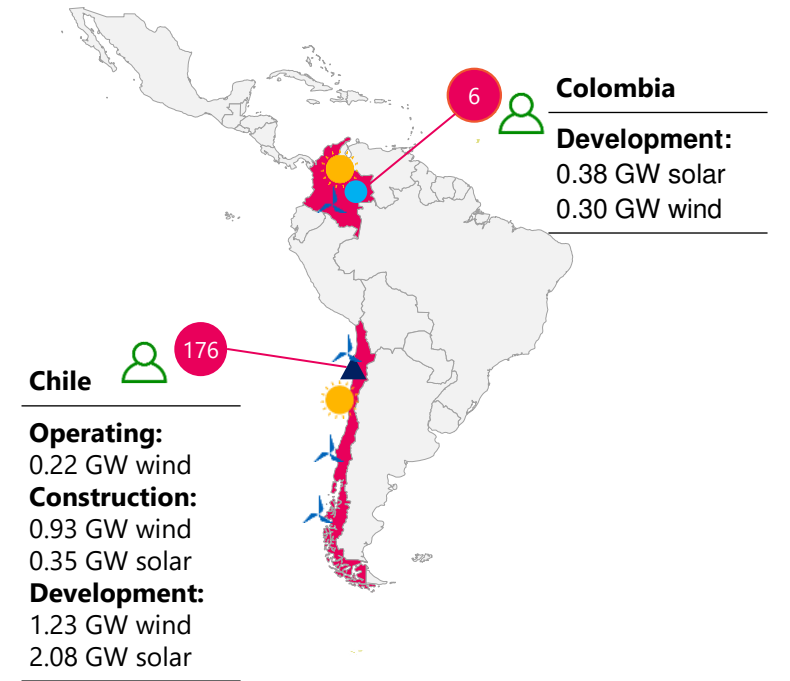 6
Colombia
Development:
0.38 GW solar
0.30 GW wind
176
Chile
Operating:
0.22 GW wind
Construction:
0.93 GW wind
0.35 GW solar
Development:
1.23 GW wind
2.08 GW solar